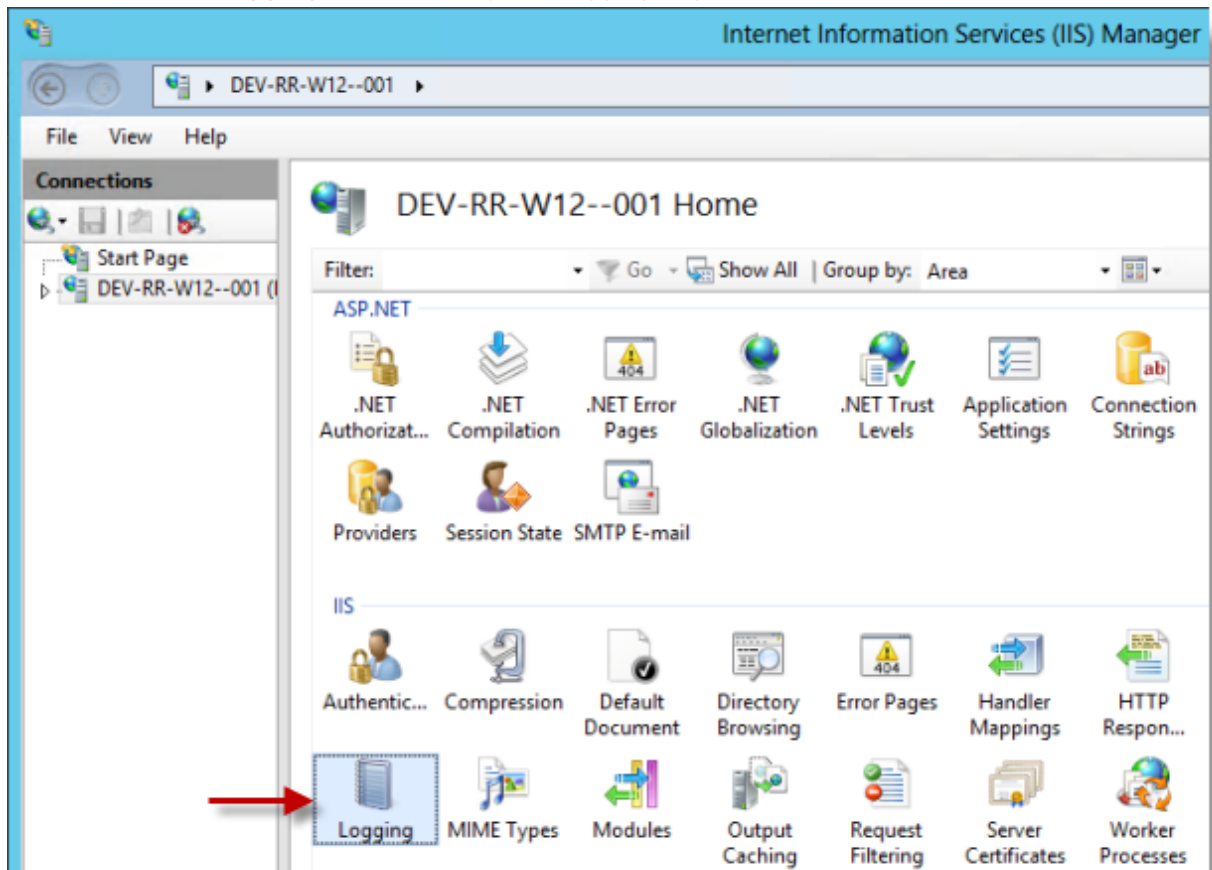 Internet Information Services (IIS) Manager
DEV-RR-W12--001
File View Help
Connections
Start Page
DEV-RR-W12--001 (
DEV-RR-W12--001 Home
Filter: Go Show All Group by: Area
ASP.NET
404
ab
.NET Authorizat...
.NET Compilation
.NET Error Pages
.NET Globalization
.NET Trust Levels
Application Settings
Connection Strings
Providers
Session State
SMTP E-mail
IIS
404
Authentic...
Compression
Default Document
Directory Browsing
Error Pages
Handler Mappings
HTTP Respon...
Logging
MIME Types
Modules
Output Caching
Request Filtering
Server Certificates
Worker Processes